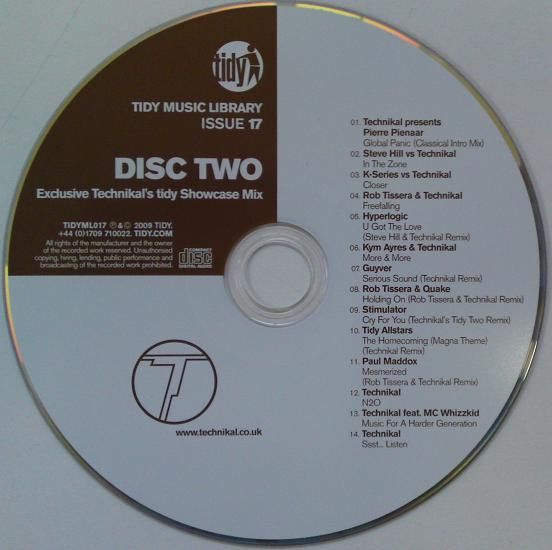 tidy
TIDY MUSIC LIBRARY
ISSUE 17
DISC TWO
Exclusive Technikal's tidy Showcase Mix
TIDYML017 ℗&© 2009 TIDY.
+44 (0)1709 710022. TIDY.COM
All rights of the manufacturer and the owner
of the recorded work reserved. Unauthorised
copying, hiring, lending, public performance and
broadcasting of the recorded work prohibited.
COMPACT
disc
DIGITAL AUDIO
T
www.technikal.co.uk
01. Technikal presents
Pierre Pienaar
Global Panic (Classical Intro Mix)
02. Steve Hill vs Technikal
In The Zone
03. K-Series vs Technikal
Closer
04. Rob Tissera & Technikal
Freefalling
05. Hyperlogic
U Got The Love
(Steve Hill & Technikal Remix)
06. Kym Ayres & Technikal
More & More
07. Guyver
Serious Sound (Technikal Remix)
08. Rob Tissera & Quake
Holding On (Rob Tissera & Technikal Remix)
09. Stimulator
Cry For You (Technikal's Tidy Two Remix)
10. Tidy Allstars
The Homecoming (Magna Theme)
(Technikal Remix)
11. Paul Maddox
Mesmerized
(Rob Tissera & Technikal Remix)
12. Technikal
N2O
13. Technikal feat. MC Whizzkid
Music For A Harder Generation
14. Technikal
Ssst... Listen